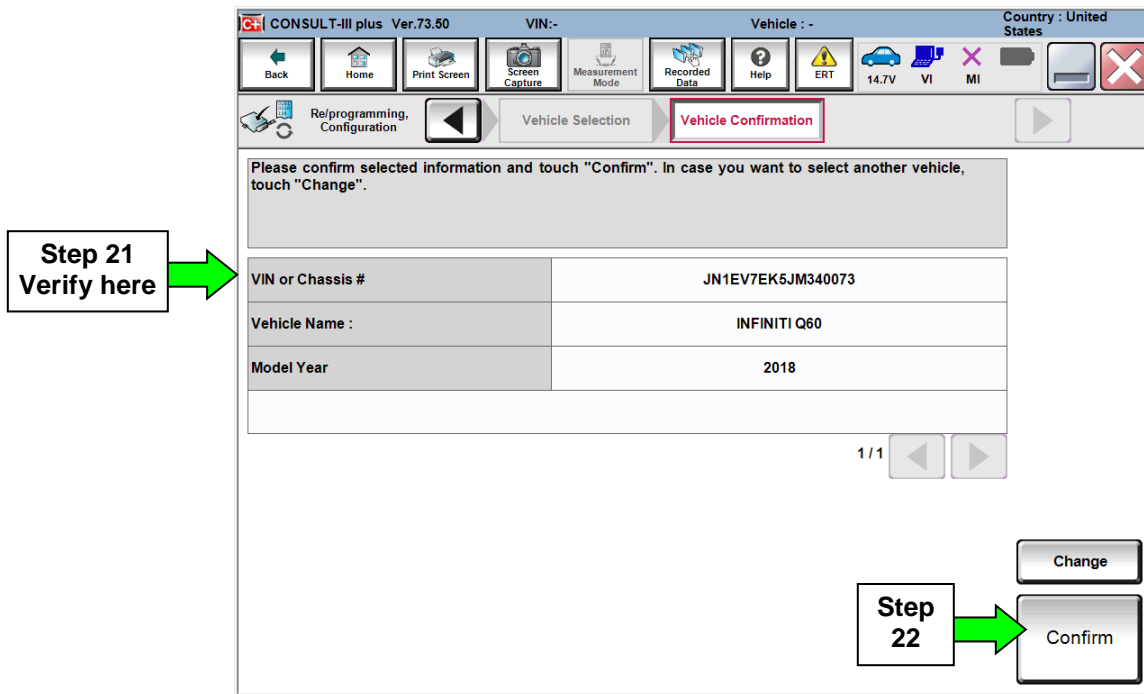 C+ CONSULT-III plus Ver.73.50 VIN:- Vehicle : - Country : United
States
Back Home Print Screen Screen
Capture Measurement
Mode Recorded
Data Help ERT 14.7V VI MI
Re/programming,
Configuration Vehicle Selection Vehicle Confirmation
Please confirm selected information and touch "Confirm". In case you want to select another vehicle,
touch "Change".
Step 21
Verify here
VIN or Chassis # JN1EV7EK5JM340073
Vehicle Name : INFINITI Q60
Model Year 2018
1 / 1
Change
Step
22
Confirm